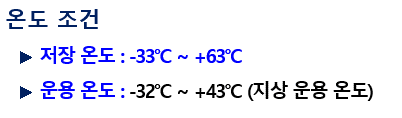 온도 조건
▶ 저장 온도 : -33℃ ~ +63℃
▶ 운용 온도 : -32℃ ~ +43℃ (지상 운용 온도)